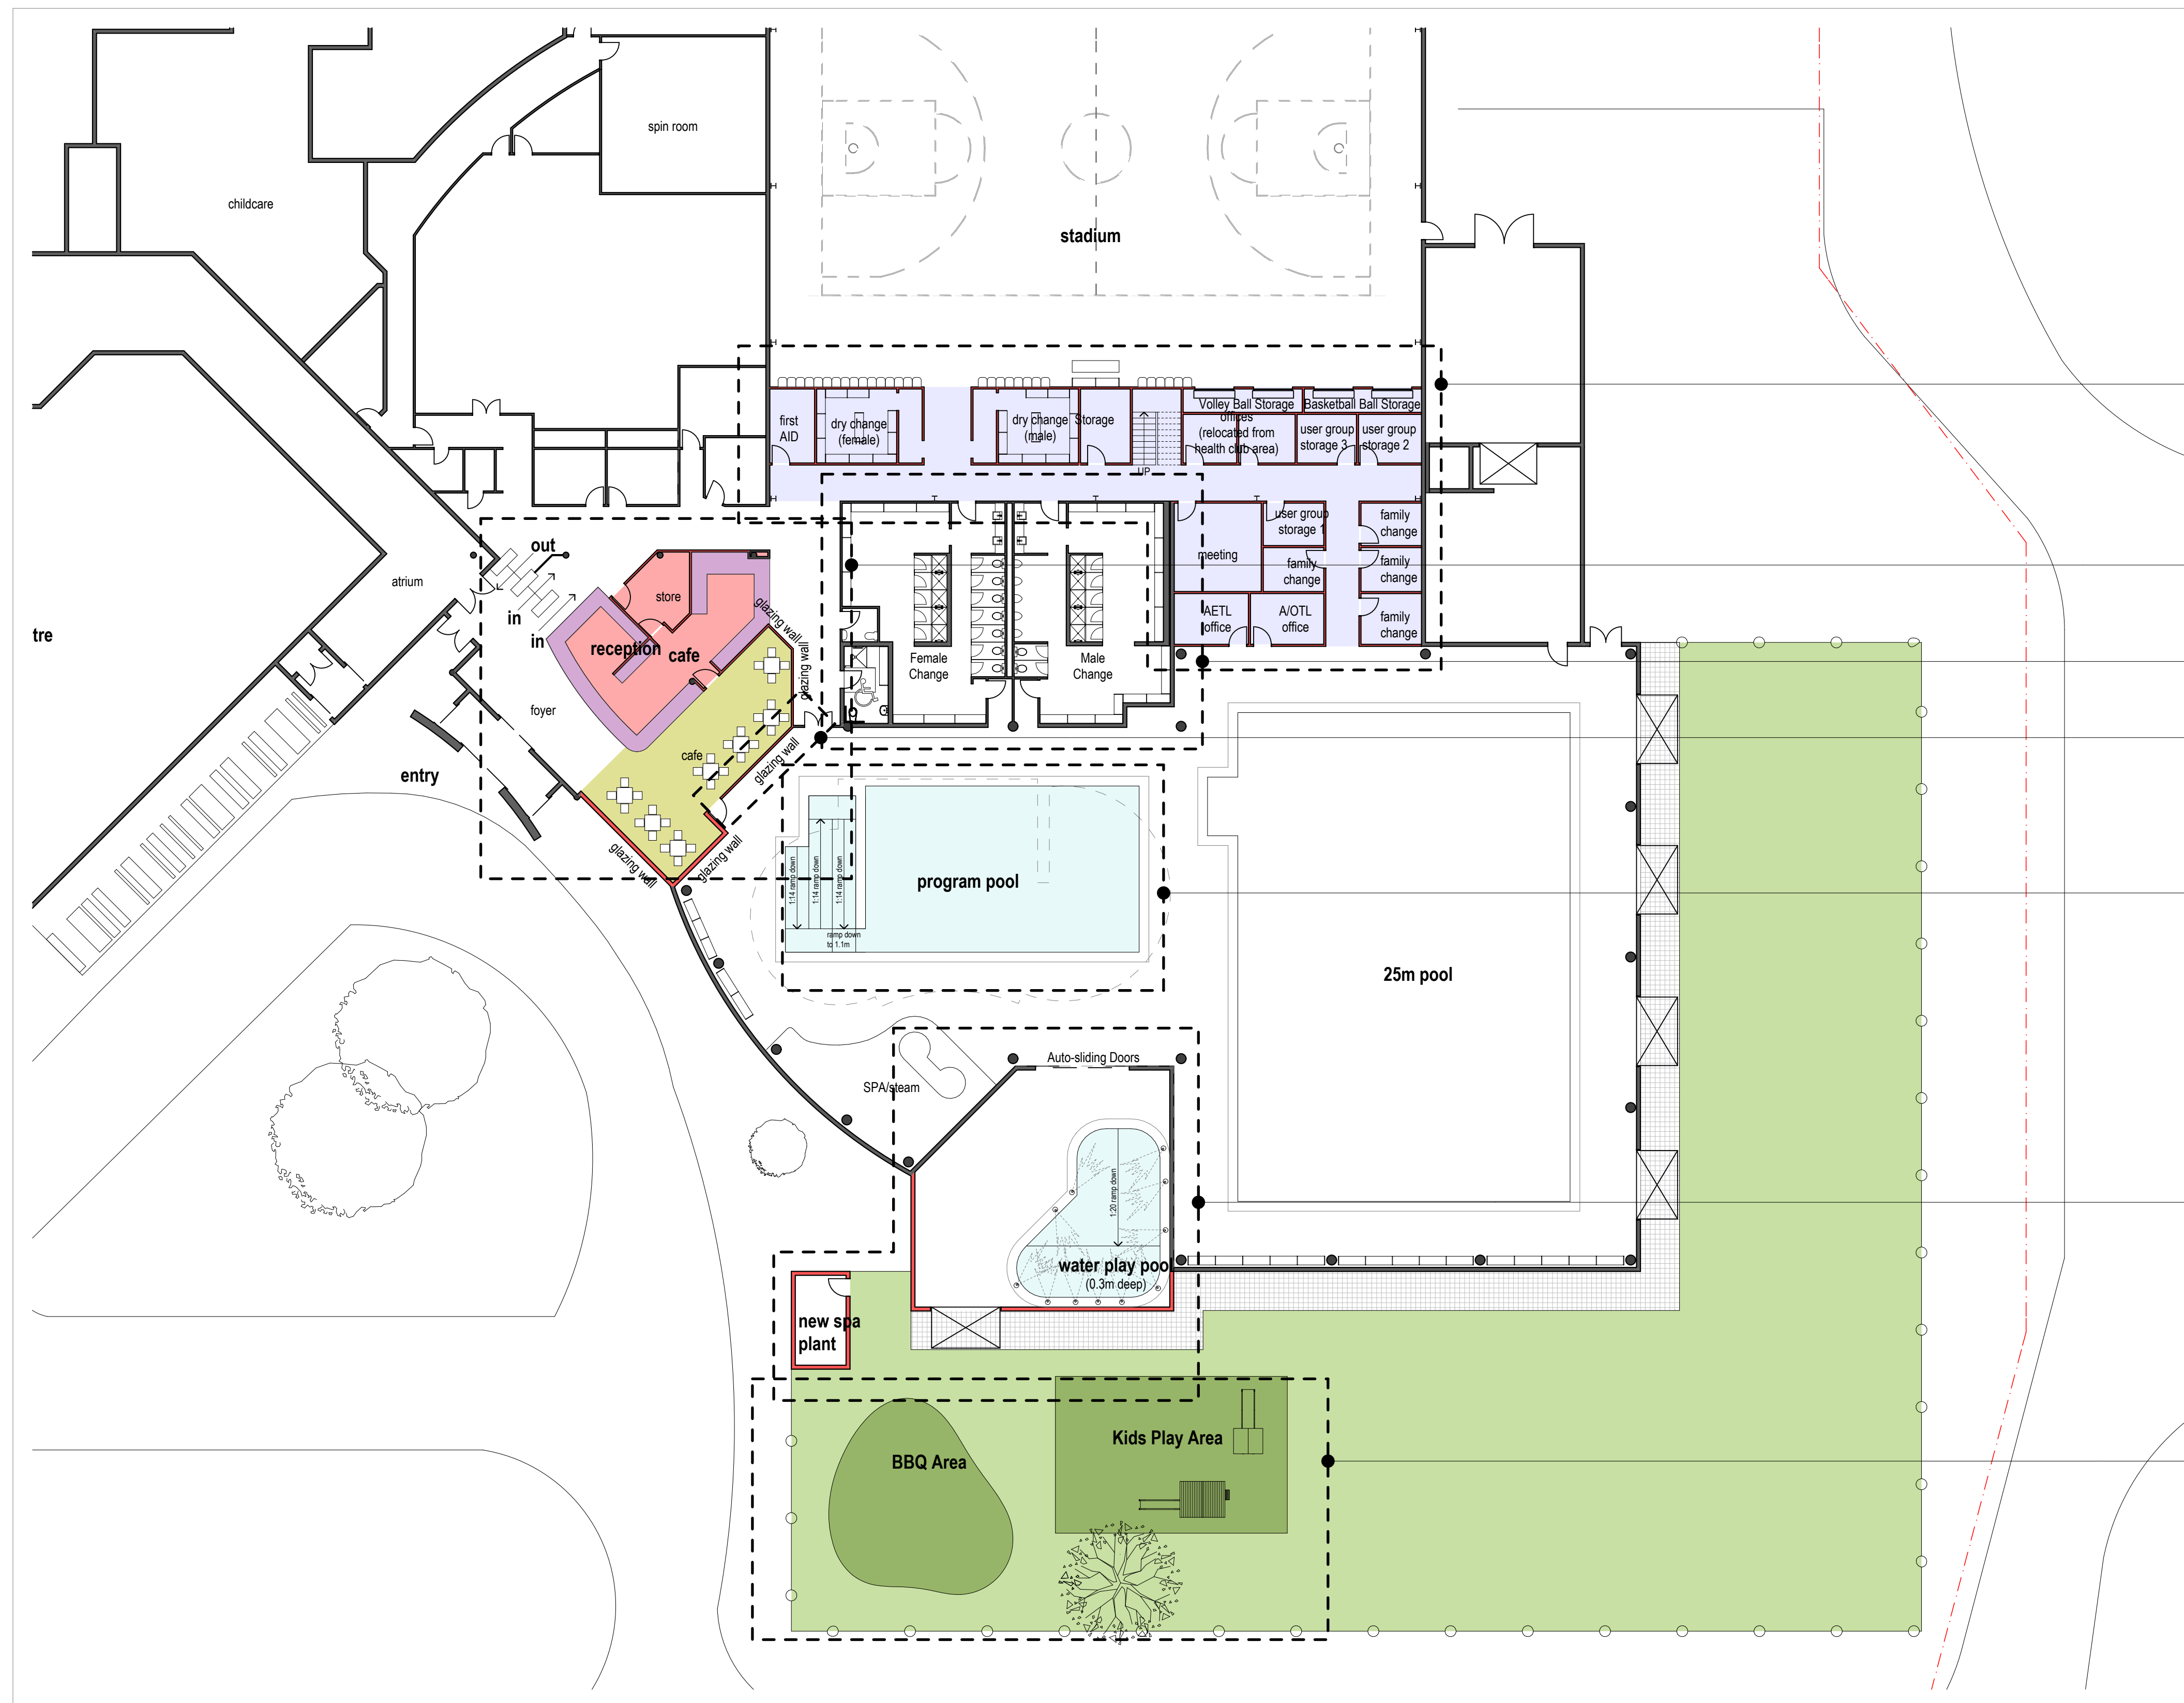 spin room
childcare
stadium
Volley Ball Storage
Basketball Ball Storage
first
AID
dry change
(female)
dry change
(male)
Storage
UP
offices
(relocated from
health club area)
user group
storage 3
user group
storage 2
user group
storage 1
family
change
meeting
family
change
family
change
AETL
office
A/OTL
office
family
change
out
in
in
atrium
tre
store
reception
cafe
glazing wall
glazing wall
Female
Change
Male
Change
foyer
cafe
entry
glazing wall
glazing wall
glazing wall
1:14 ramp down
1:14 ramp down
1:14 ramp down
ramp down
to 1.1m
program pool
25m pool
Auto-sliding Doors
SPA/steam
1:20 ramp down
water play pool
(0.3m deep)
new spa
plant
Kids Play Area
BBQ Area